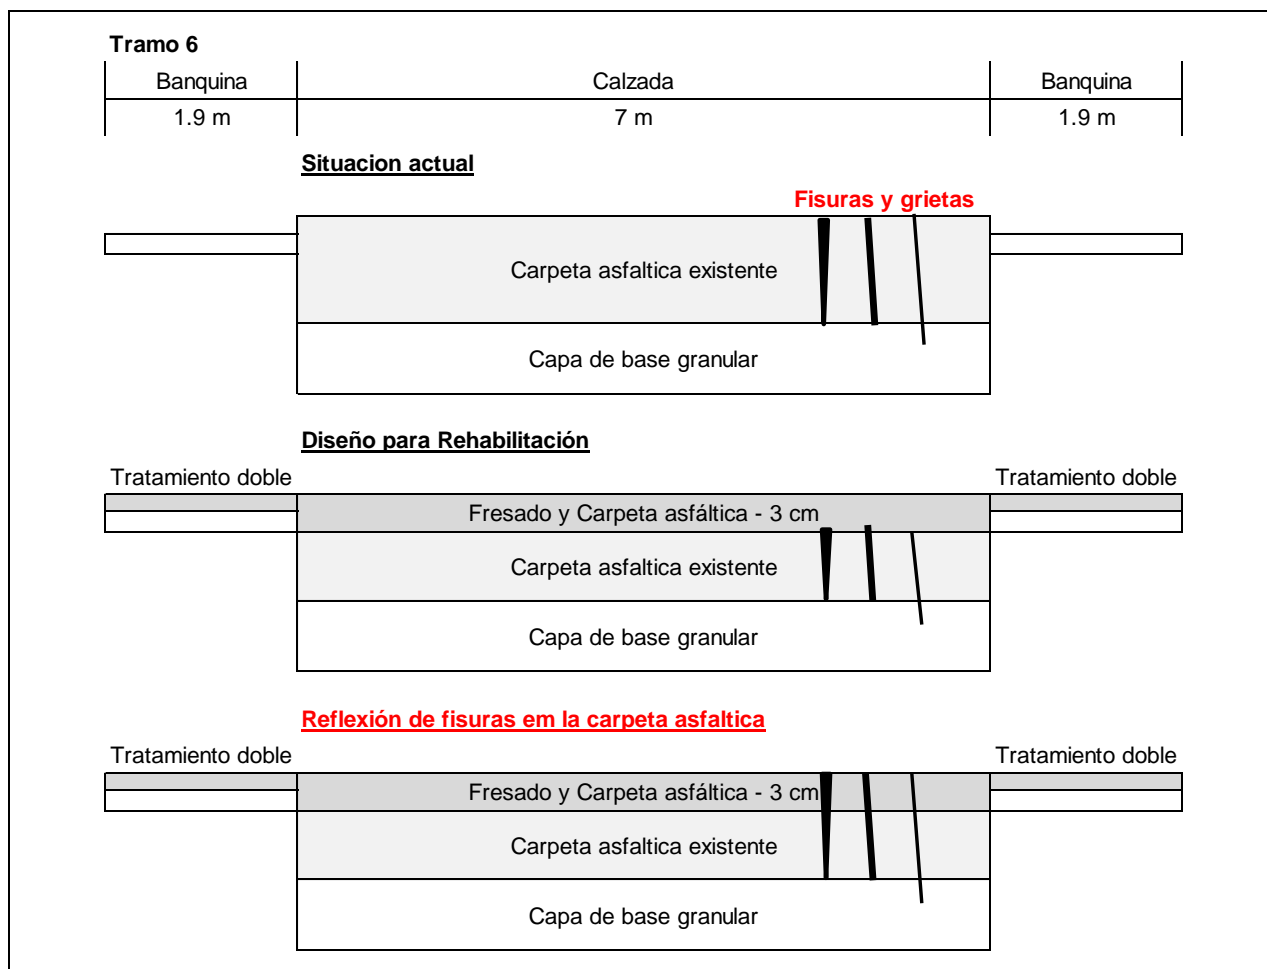 Tramo 6
Banquina Calzada Banquina
1.9 m 7 m 1.9 m
Situacion actual
Fisuras y grietas
Carpeta asfaltica existente
Capa de base granular
Diseño para Rehabilitación
Tratamiento doble Tratamiento doble
Fresado y Carpeta asfáltica - 3 cm
Carpeta asfaltica existente
Capa de base granular
Reflexión de fisuras em la carpeta asfaltica
Tratamiento doble Tratamiento doble
Fresado y Carpeta asfáltica - 3 cm
Carpeta asfaltica existente
Capa de base granular